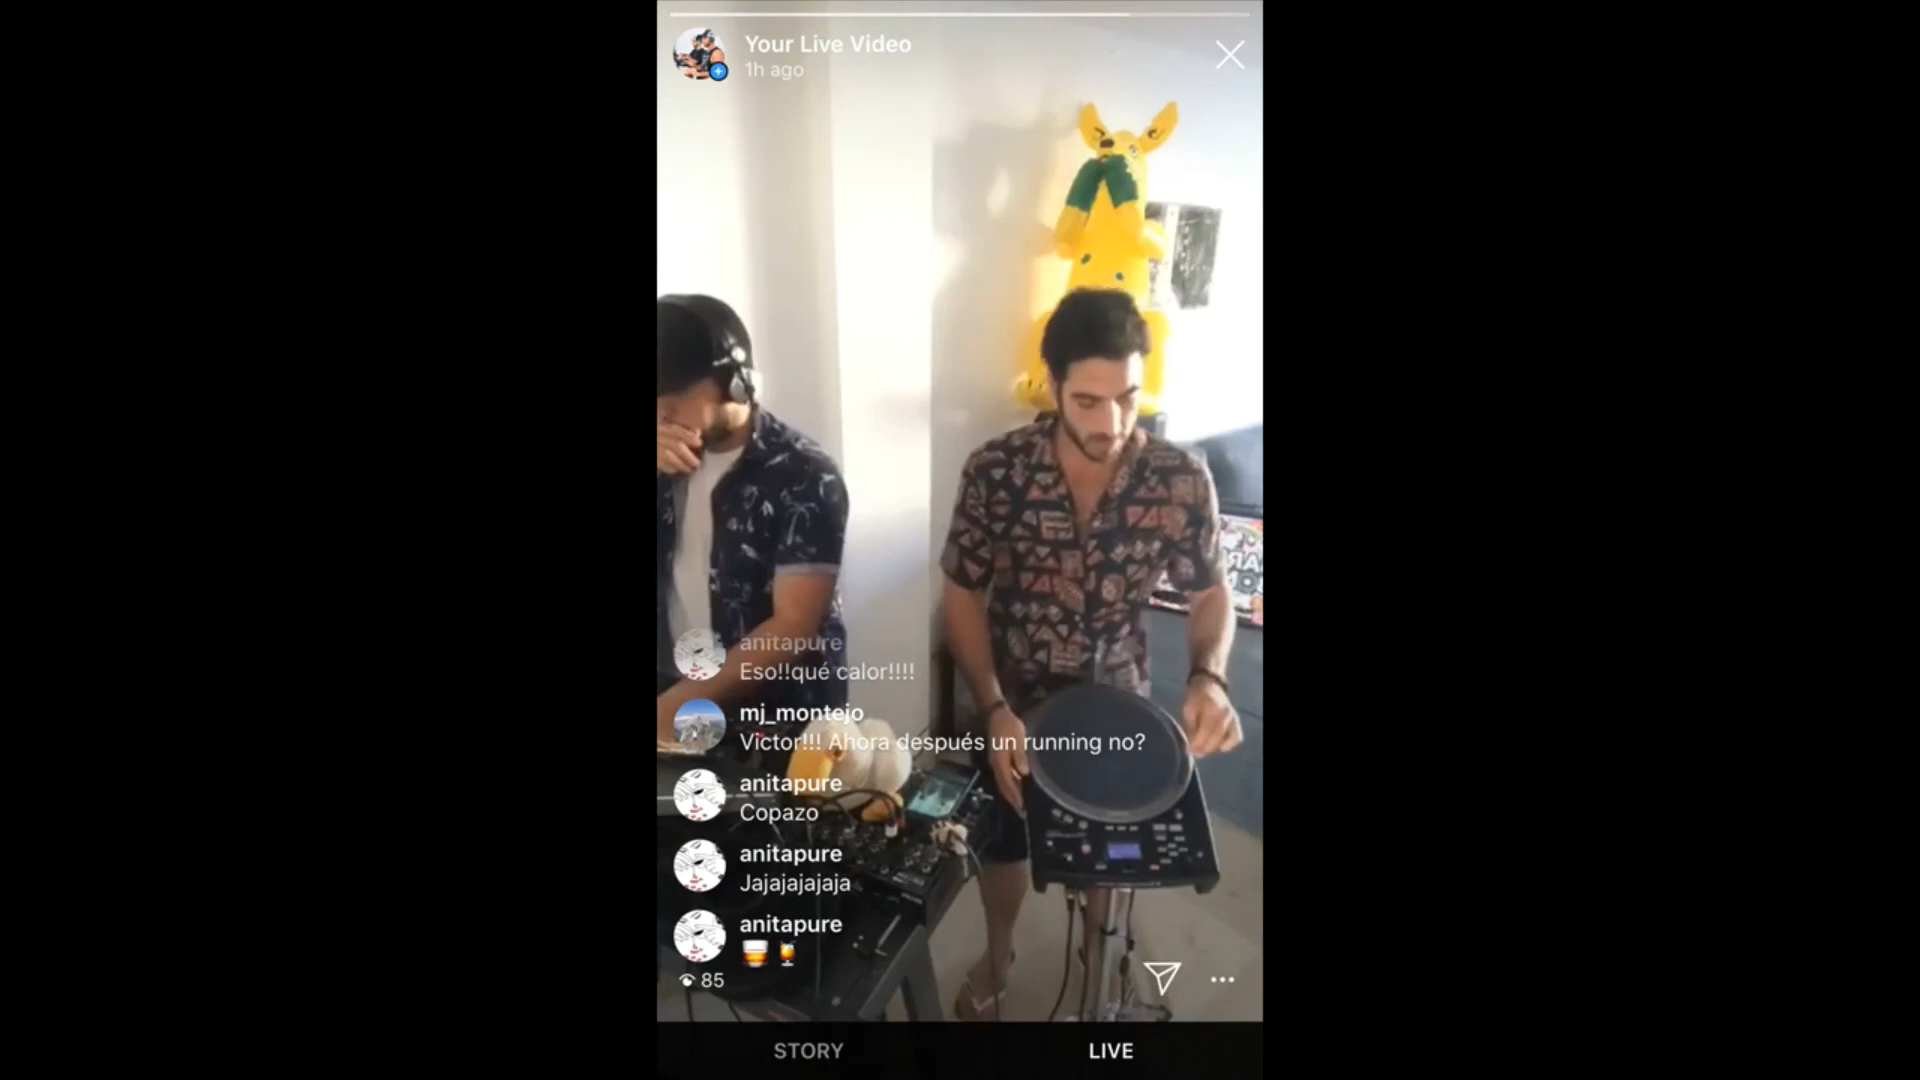 Your Live Video
1h ago
anitapure
Eso!!qué calor!!!!
mj_montejo
Victor!!! Ahora después un running no?
anitapure
Copazo
anitapure
Jajajajajaja
anitapure
85
STORY
LIVE